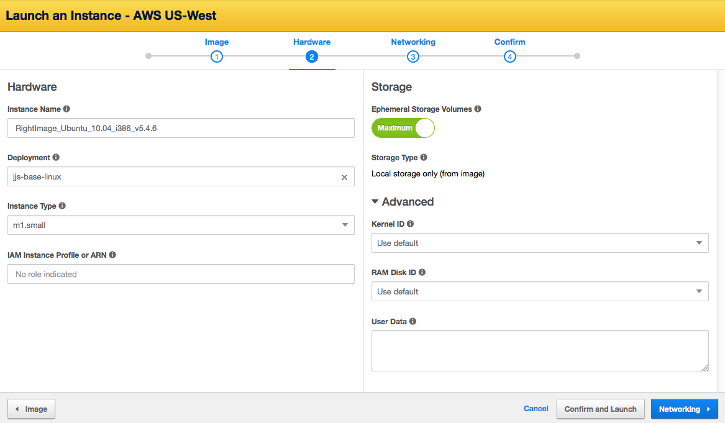 Launch an Instance - AWS US-West
Image
Hardware
Networking
Confirm
1
2
3
4
Hardware
Instance Name
RightImage_Ubuntu_10.04_i386_v5.4.6
Deployment
jjs-base-linux
Instance Type
m1.small
IAM Instance Profile or ARN
No role indicated
Storage
Ephemeral Storage Volumes
Maximum
Storage Type
Local storage only (from image)
Advanced
Kernel ID
Use default
RAM Disk ID
Use default
User Data
Image
Cancel
Confirm and Launch
Networking